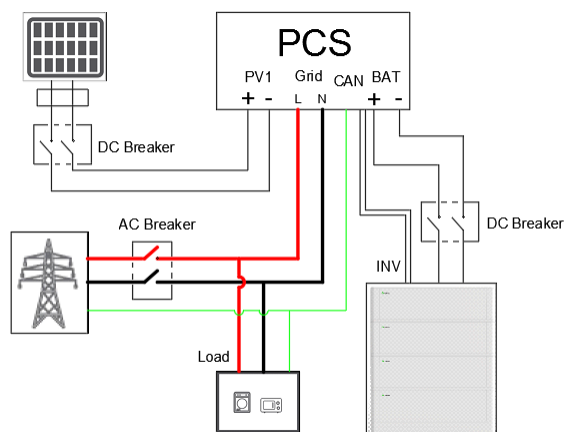 PCS
PV1 Grid CAN BAT
+ - L N + -
DC Breaker
AC Breaker
DC Breaker
INV
Load